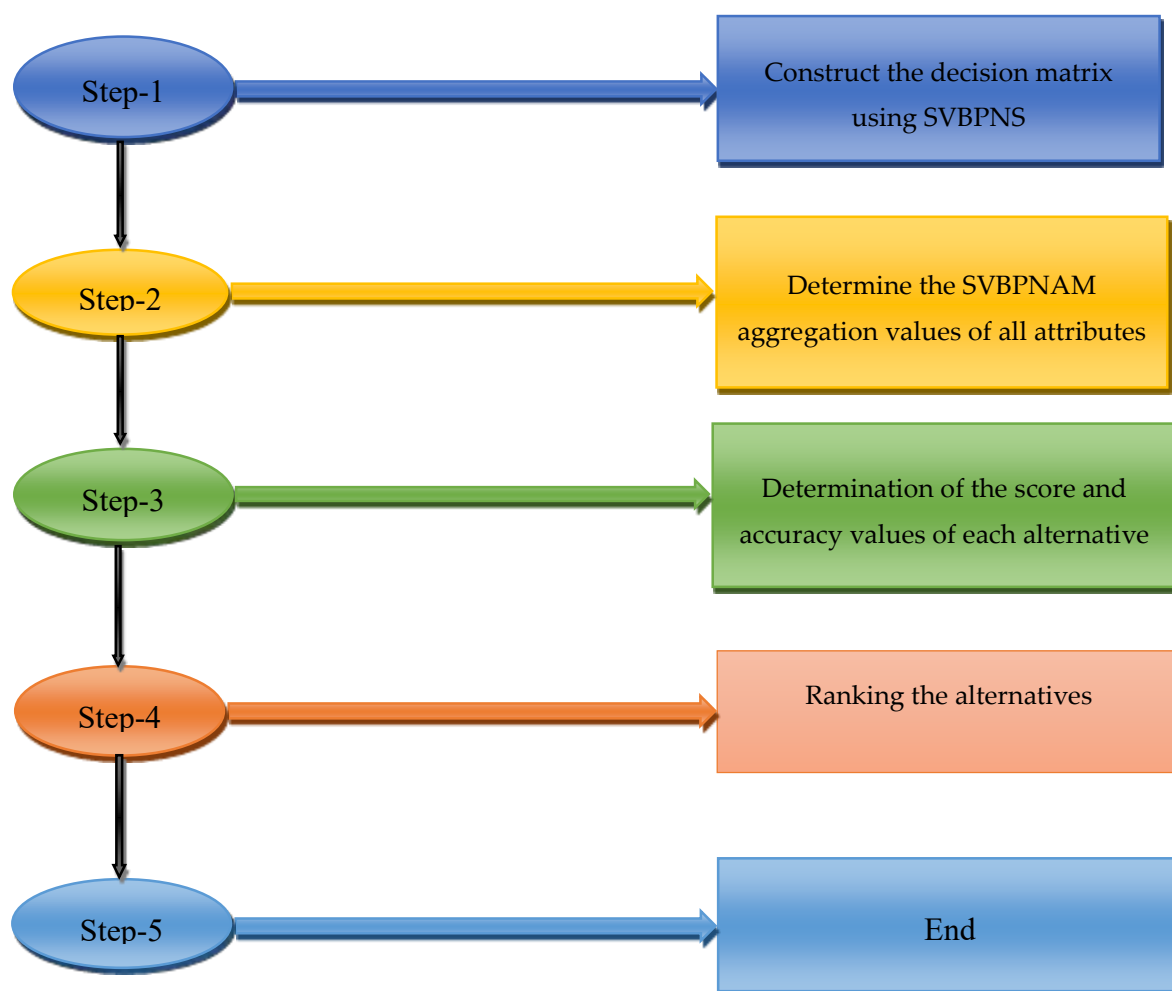 Step-1
Construct the decision matrix
using SVBPNS
Step-2
Determine the SVBPNAM
aggregation values of all attributes
Step-3
Determination of the score and
accuracy values of each alternative
Step-4
Ranking the alternatives
Step-5
End